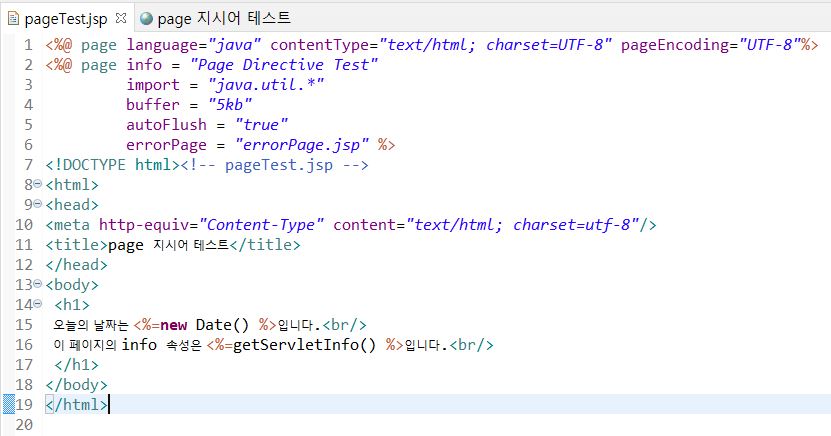 pageTest.jsp page 지시어 테스트
1 <%@ page language="java" contentType="text/html; charset=UTF-8" pageEncoding="UTF-8"%>
2 <%@ page info = "Page Directive Test"
3 import = "java.util.*"
4 buffer = "5kb"
5 autoFlush = "true"
6 errorPage = "errorPage.jsp" %>
7 <!DOCTYPE html><!-- pageTest.jsp -->
8 <html>
9 <head>
10 <meta http-equiv="Content-Type" content="text/html; charset=utf-8"/>
11 <title>page 지시어 테스트</title>
12 </head>
13 <body>
14 <h1>
15 오늘의 날짜는 <%=new Date() %>입니다.<br/>
16 이 페이지의 info 속성은 <%=getServletInfo() %>입니다.<br/>
17 </h1>
18 </body>
19 </html>
20